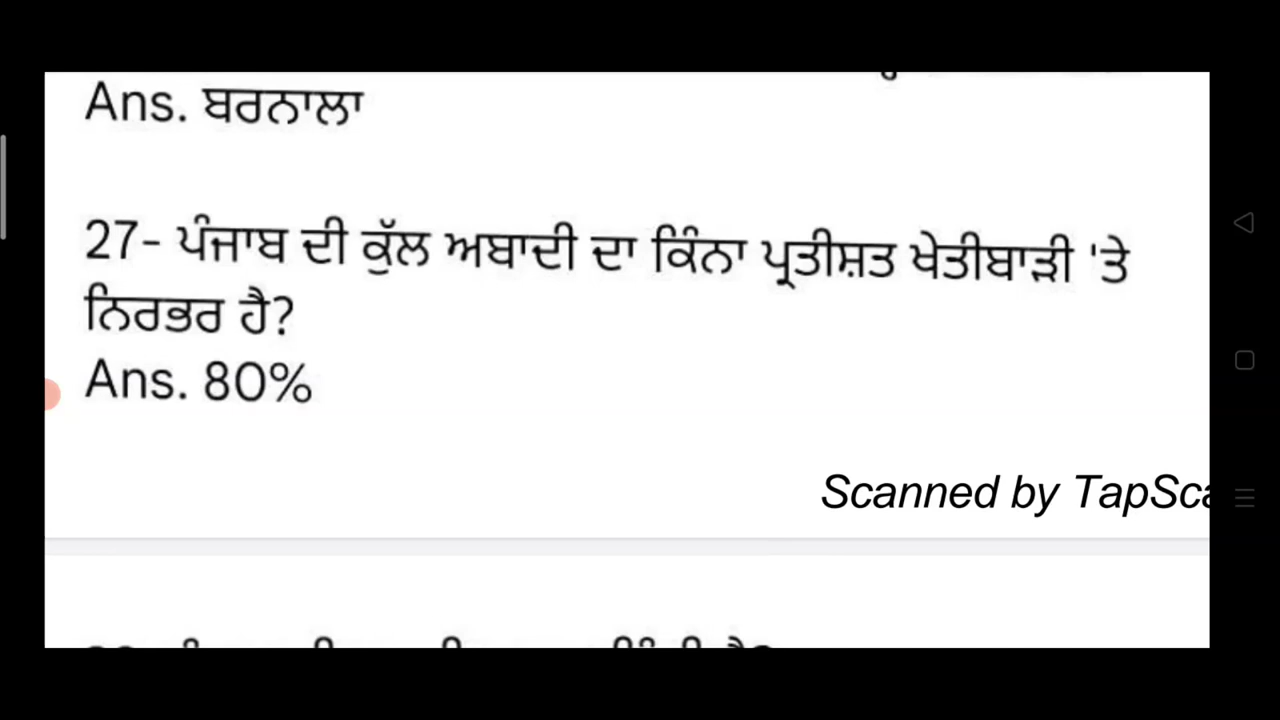 Ans. ਬਰਨਾਲਾ
27- ਪੰਜਾਬ ਦੀ ਕੁੱਲ ਅਬਾਦੀ ਦਾ ਕਿੰਨਾ ਪ੍ਰਤੀਸ਼ਤ ਖੇਤੀਬਾੜੀ 'ਤੇ
ਨਿਰਭਰ ਹੈ?
Ans. 80%
Scanned by TapSca